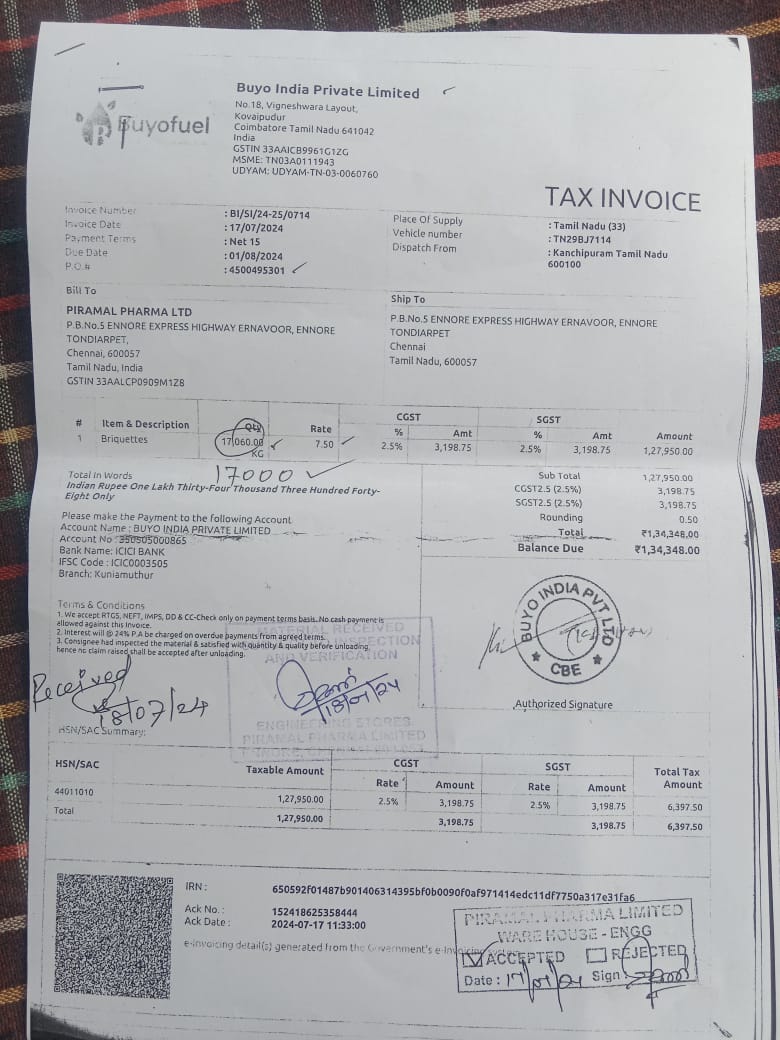 Buyofuel
Buyo India Private Limited
No.18, Vigneshwara Layout,
Kovaipudur
Coimbatore Tamil Nadu 641042
India
GSTIN 33AAICB9961G1ZG
MSME: TN03A0111943
UDYAM: UDYAM-TN-03-0060760
TAX INVOICE
Invoice Number : BI/SI/24-25/0714
Invoice Date : 17/07/2024
Payment Terms : Net 15
Due Date : 01/08/2024
P.O.# : 4500495301
Place Of Supply : Tamil Nadu (33)
Vehicle number : TN29BJ7114
Dispatch From : Kanchipuram Tamil Nadu
600100
Bill To
PIRAMAL PHARMA LTD
P.B.No.5 ENNORE EXPRESS HIGHWAY ERNAVOOR, ENNORE
TONDIARPET,
Chennai, 600057
Tamil Nadu, India
GSTIN 33AALCP0909M1Z8
Ship To
P.B.No.5 ENNORE EXPRESS HIGHWAY ERNAVOOR, ENNORE
TONDIARPET
Chennai
Tamil Nadu, 600057
CGST SGST
# Item & Description Qty Rate % Amt % Amt Amount
1 Briquettes 17,060.00 7.50 2.5% 3,198.75 2.5% 3,198.75 1,27,950.00
KG
17000
Total In Words
Indian Rupee One Lakh Thirty-Four Thousand Three Hundred Forty-
Eight Only
Sub Total 1,27,950.00
CGST2.5 (2.5%) 3,198.75
SGST2.5 (2.5%) 3,198.75
Rounding 0.50
Total ₹1,34,348.00
Balance Due ₹1,34,348.00
Please make the Payment to the following Account
Account Name : BUYO INDIA PRIVATE LIMITED
Account No : 350505000865
Bank Name: ICICI BANK
IFSC Code : ICIC0003505
Branch: Kuniamuthur
Terms & Conditions
1. We accept RTGS, NEFT, IMPS, DD & CC-Check only on payment terms basis. No cash payment is
allowed against this Invoice.
2. Interest will @ 24% P.A be charged on overdue payments from agreed terms.
3. Consignee had inspected the material & satisfied with quantity & quality before unloading,
hence no claim raised shall be accepted after unloading.
MATERIAL RECEIVED
INSPECTION
AND VERIFICATION
18/07/24
ENGINEERING STORES
PIRAMAL PHARMA LIMITED
Received
18/07/24
BUYO INDIA PVT LTD
CBE
Authorized Signature
HSN/SAC Summary:
CGST SGST
HSN/SAC Taxable Amount Rate Amount Rate Amount Total Tax
Amount
44011010 1,27,950.00 2.5% 3,198.75 2.5% 3,198.75 6,397.50
Total 1,27,950.00 3,198.75 3,198.75 6,397.50
IRN : 650592f01487b901406314395bf0b0090f0af971414edc11df7750a317e31fa6
Ack No. : 152418625358444
Ack Date : 2024-07-17 11:33:00
e-invoicing detail(s) generated from the Government's e-Invoicing system
PIRAMAL PHARMA LIMITED
WARE HOUSE - ENGG
ACCEPTED REJECTED
Date : Sign